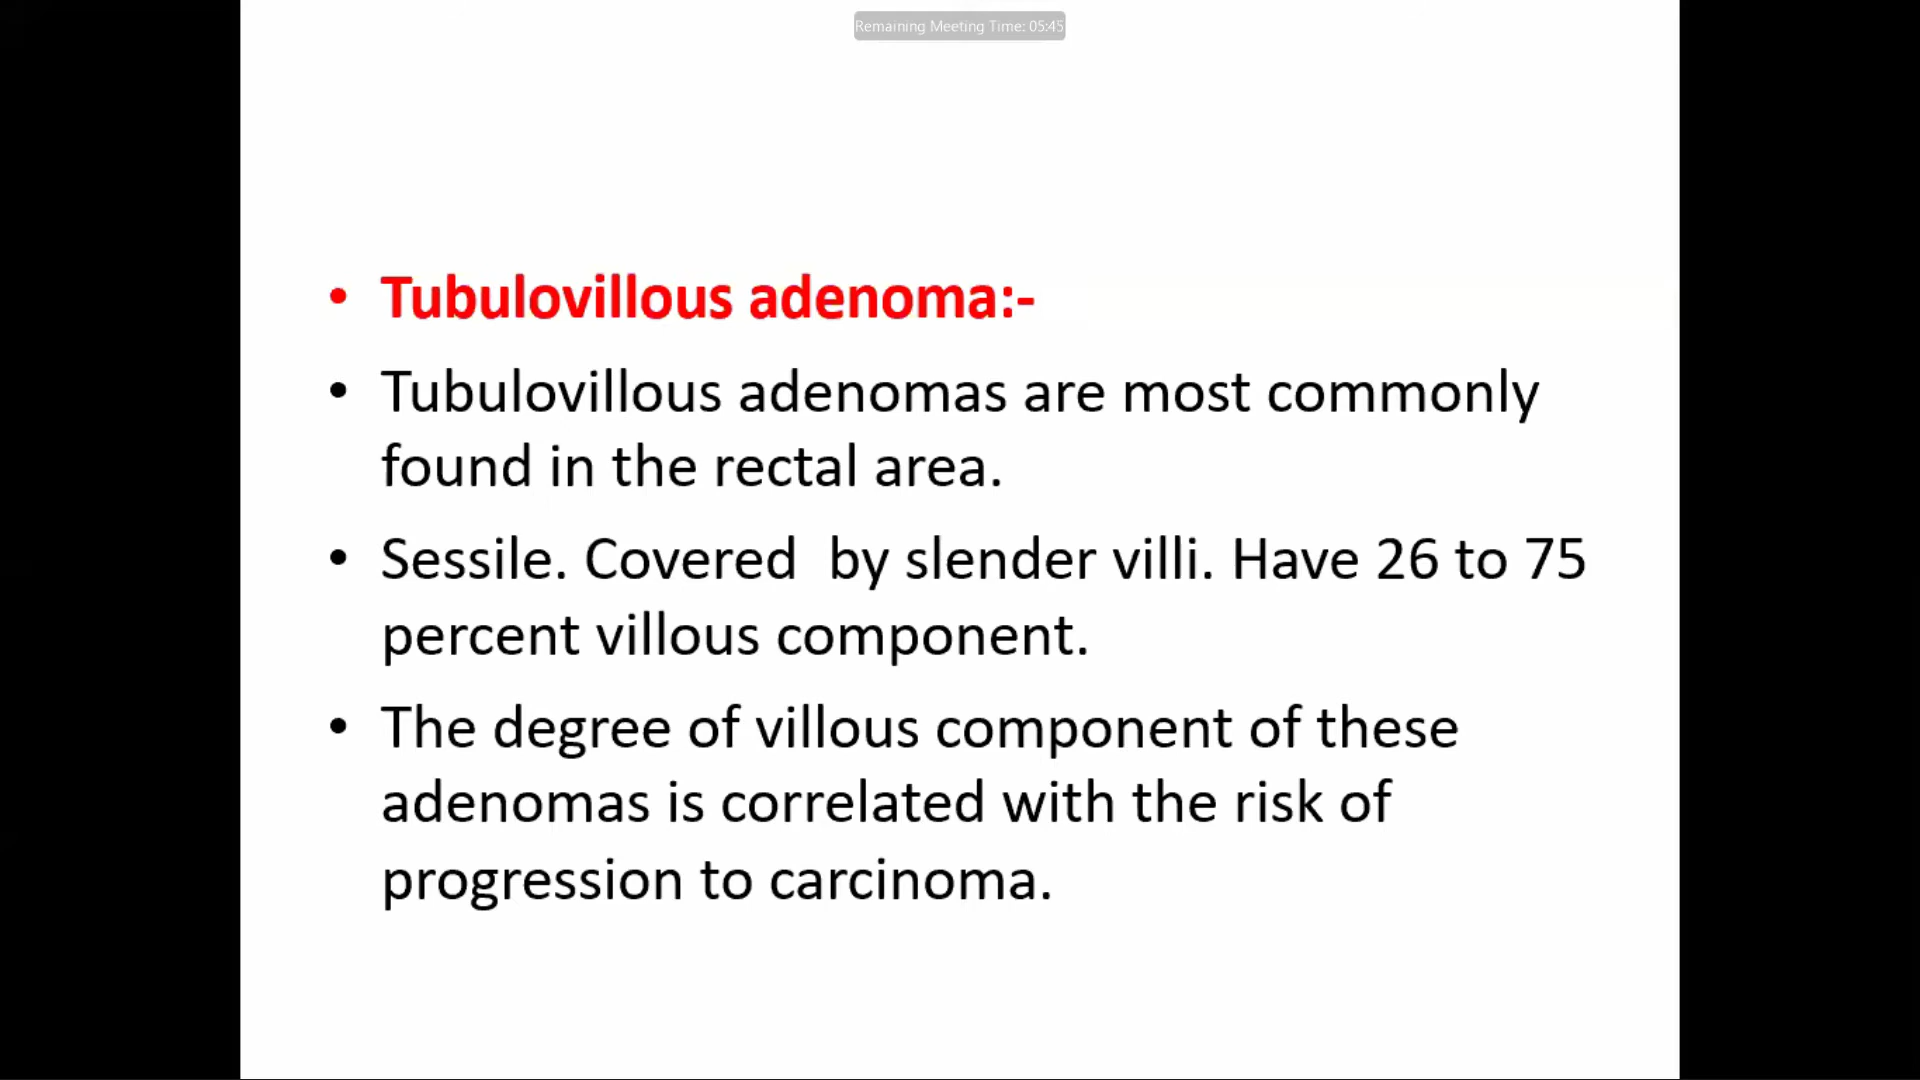 Remaining Meeting Time: 05:45
• Tubulovillous adenoma:-
• Tubulovillous adenomas are most commonly
found in the rectal area.
• Sessile. Covered  by slender villi. Have 26 to 75
percent villous component.
• The degree of villous component of these
adenomas is correlated with the risk of
progression to carcinoma.